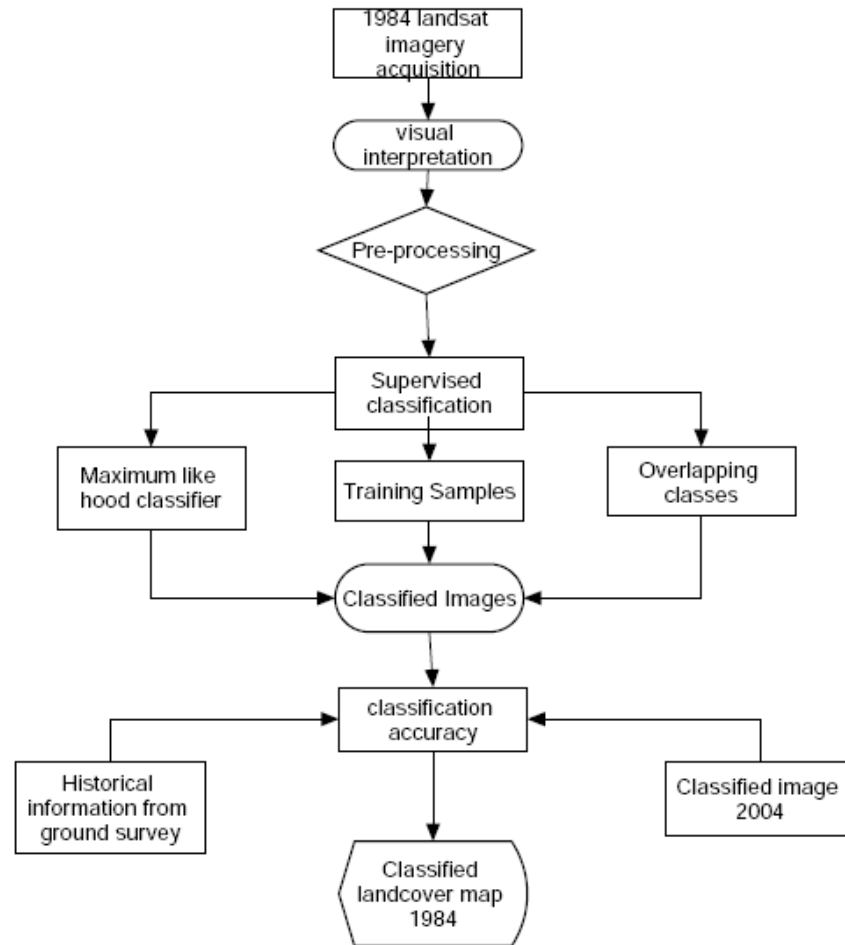 1984 landsat
imagery
acquisition
visual
interpretation
Pre-processing
Supervised
classification
Maximum like
hood classifier
Training Samples
Overlapping
classes
Classified Images
classification
accuracy
Historical
information from
ground survey
Classified image
2004
Classified
landcover map
1984